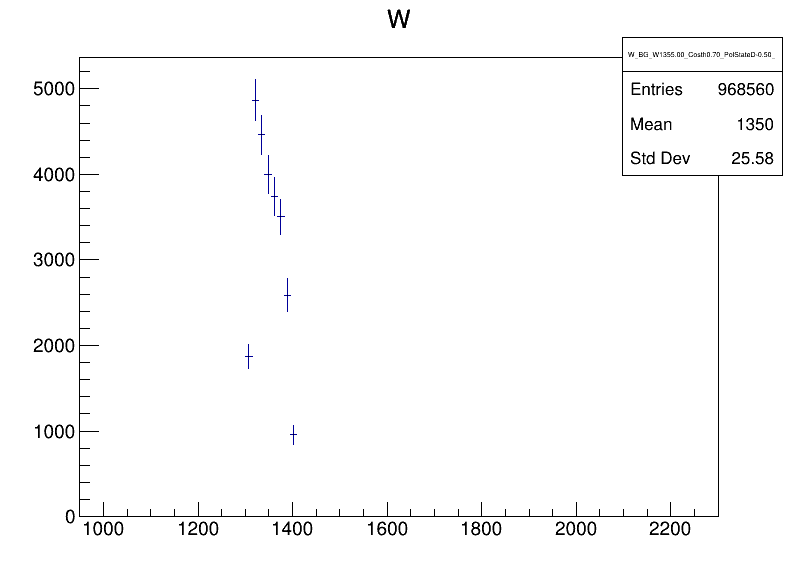 W
W_BG_W1355.00_Costh0.70_PolStateD-0.50_
Entries 968560
Mean 1350
Std Dev 25.58
5000
4000
3000
2000
1000
0
1000 1200 1400 1600 1800 2000 2200